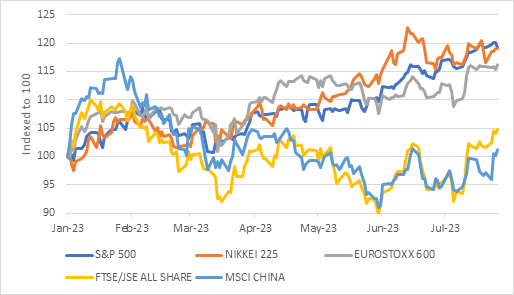 Indexed to 100
125
120
115
110
105
100
95
90
Jan-23 Feb-23 Mar-23 Apr-23 May-23 Jun-23 Jul-23
S&P 500 NIKKEI 225 EUROSTOXX 600
FTSE/JSE ALL SHARE MSCI CHINA